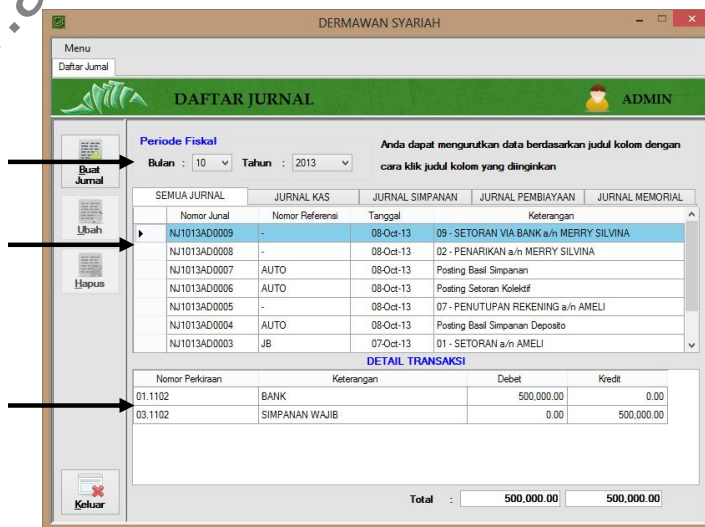 DERMAWAN SYARIAH
Menu
Daftar Jurnal
DAFTAR JURNAL
ADMIN
Buat
Jurnal
Ubah
Hapus
Keluar
Periode Fiskal
Bulan : 10 Tahun : 2013
Anda dapat mengurutkan data berdasarkan judul kolom dengan
cara klik judul kolom yang diinginkan
SEMUA JURNAL JURNAL KAS JURNAL SIMPANAN JURNAL PEMBIAYAAN JURNAL MEMORIAL
Nomor Junal Nomor Referensi Tanggal Keterangan
NJ1013AD0009 - 08-Oct-13 09 - SETORAN VIA BANK a/n MERRY SILVINA
NJ1013AD0008 - 08-Oct-13 02 - PENARIKAN a/n MERRY SILVINA
NJ1013AD0007 AUTO 08-Oct-13 Posting Basil Simpanan
NJ1013AD0006 AUTO 08-Oct-13 Posting Setoran Kolektif
NJ1013AD0005 - 08-Oct-13 07 - PENUTUPAN REKENING a/n AMELI
NJ1013AD0004 AUTO 08-Oct-13 Posting Basil Simpanan Deposito
NJ1013AD0003 JB 07-Oct-13 01 - SETORAN a/n AMELI
DETAIL TRANSAKSI
Nomor Perkiraan Keterangan Debet Kredit
01.1102 BANK 500,000.00 0.00
03.1102 SIMPANAN WAJIB 0.00 500,000.00
Total : 500,000.00 500,000.00